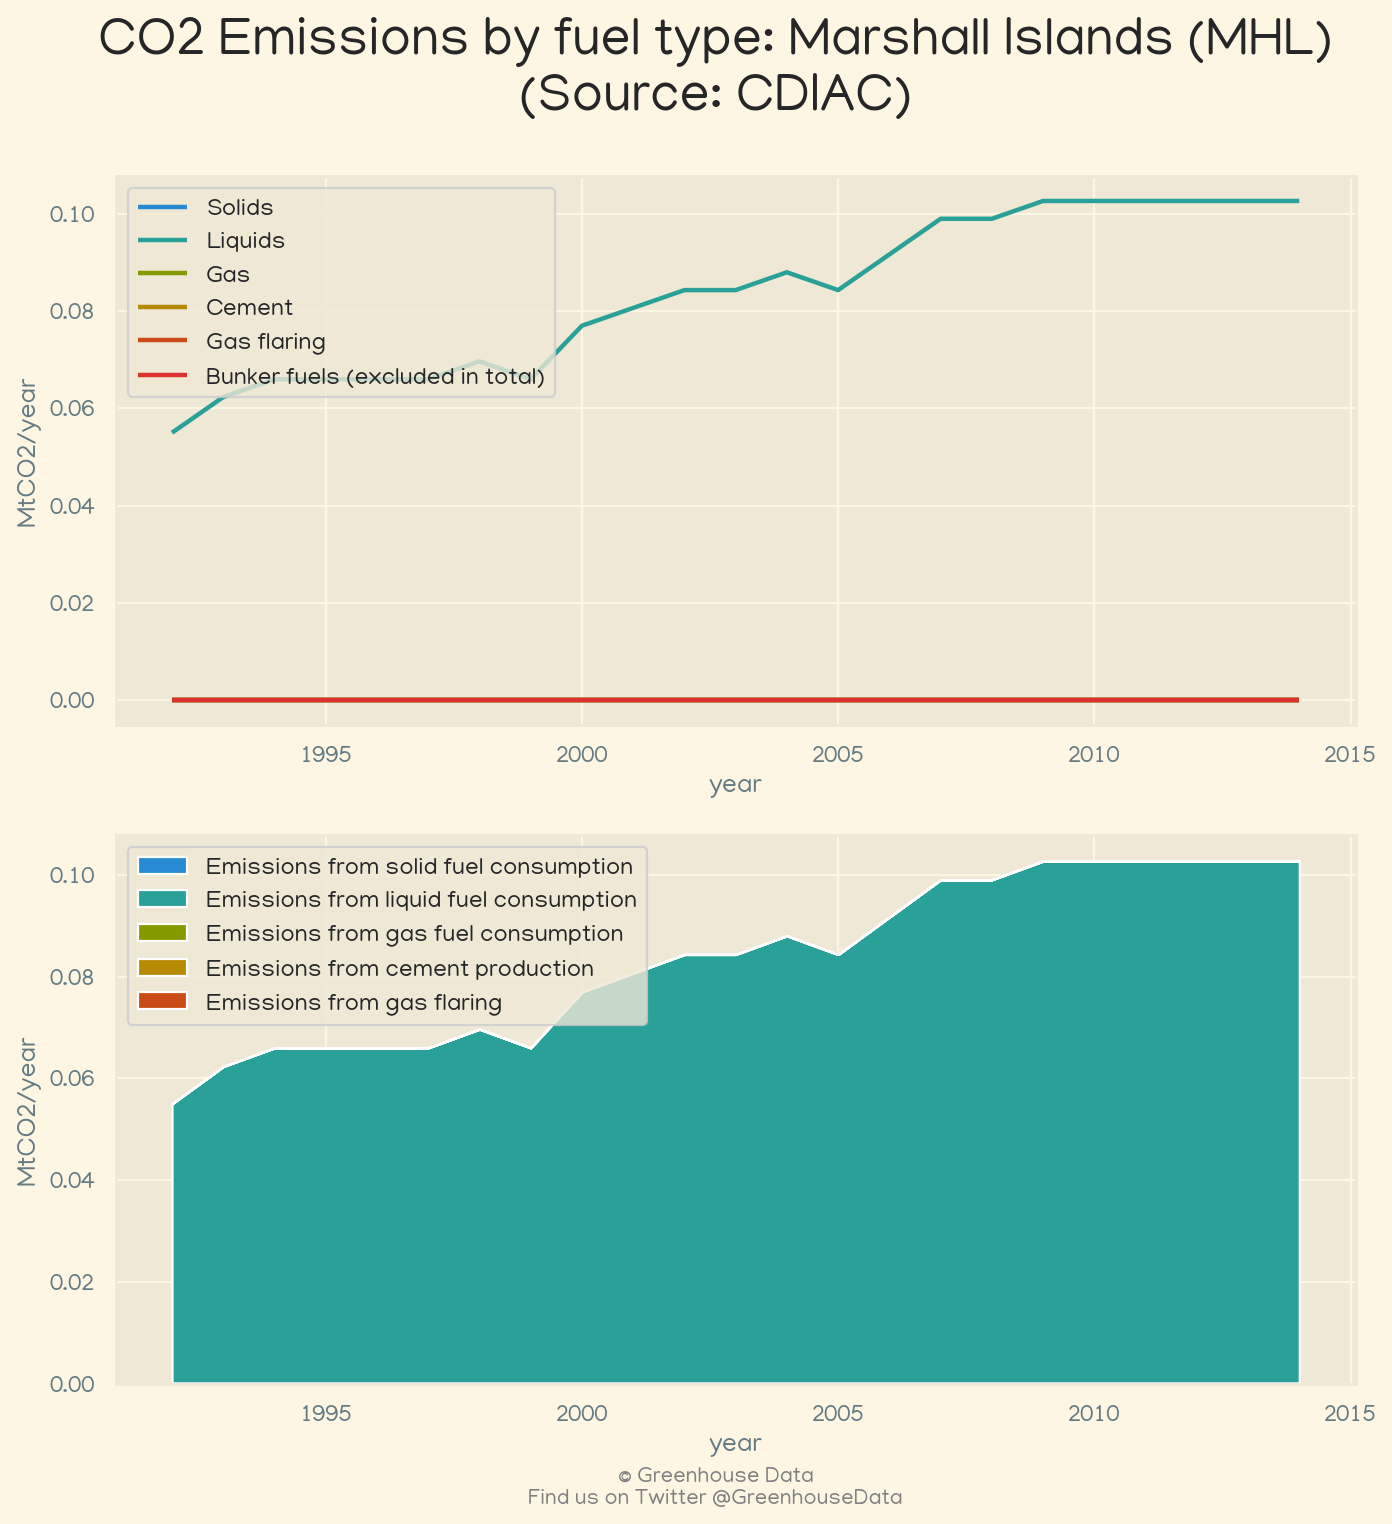 CO2 Emissions by fuel type: Marshall Islands (MHL)
(Source: CDIAC)
Solids
Liquids
Gas
Cement
Gas flaring
Bunker fuels (excluded in total)
0.10
0.08
0.06
0.04
0.02
0.00
MtCO2/year
1995 2000 2005 2010 2015
year
Emissions from solid fuel consumption
Emissions from liquid fuel consumption
Emissions from gas fuel consumption
Emissions from cement production
Emissions from gas flaring
0.10
0.08
0.06
0.04
0.02
0.00
MtCO2/year
1995 2000 2005 2010 2015
year
© Greenhouse Data
Find us on Twitter @GreenhouseData